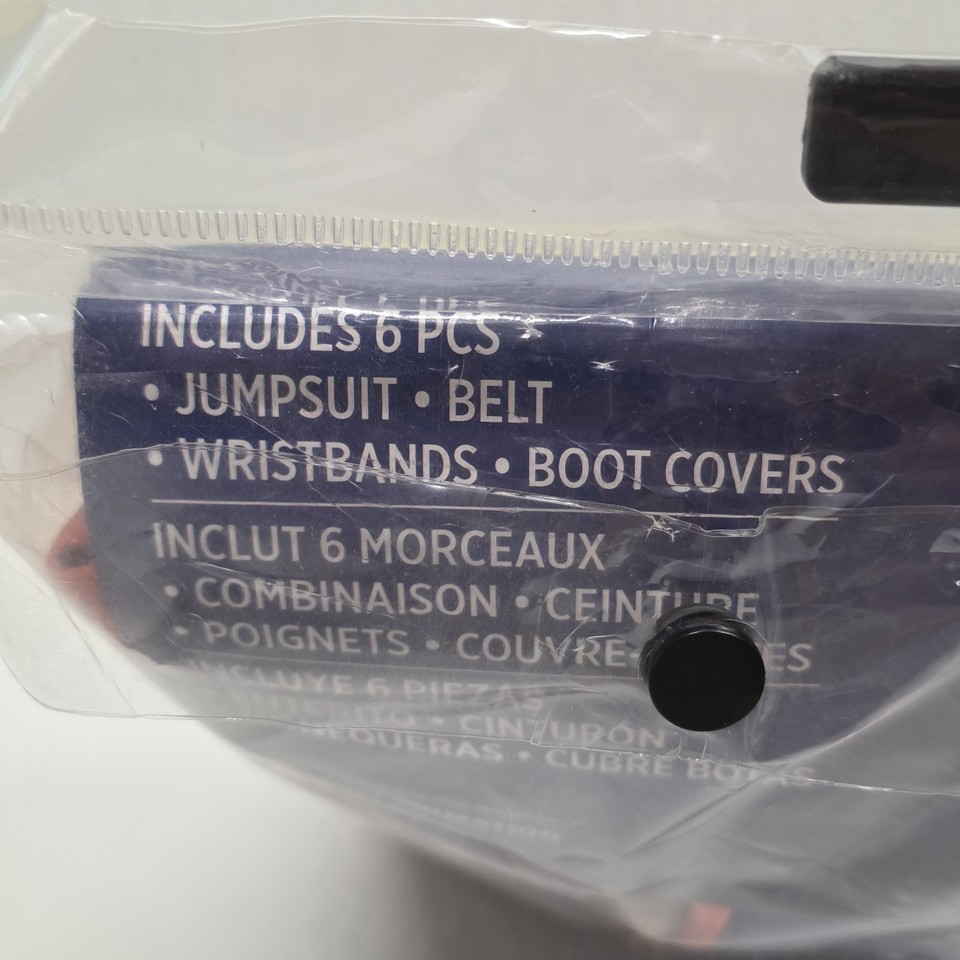 INCLUDES 6 PCS
• JUMPSUIT • BELT
• WRISTBANDS • BOOT COVERS
INCLUT 6 MORCEAUX
• COMBINAISON • CEINTURE
• POIGNETS • COUVRE-
INCLUYE 6 PIEZAS
• CINTURÓN
• CUBRE BOTAS